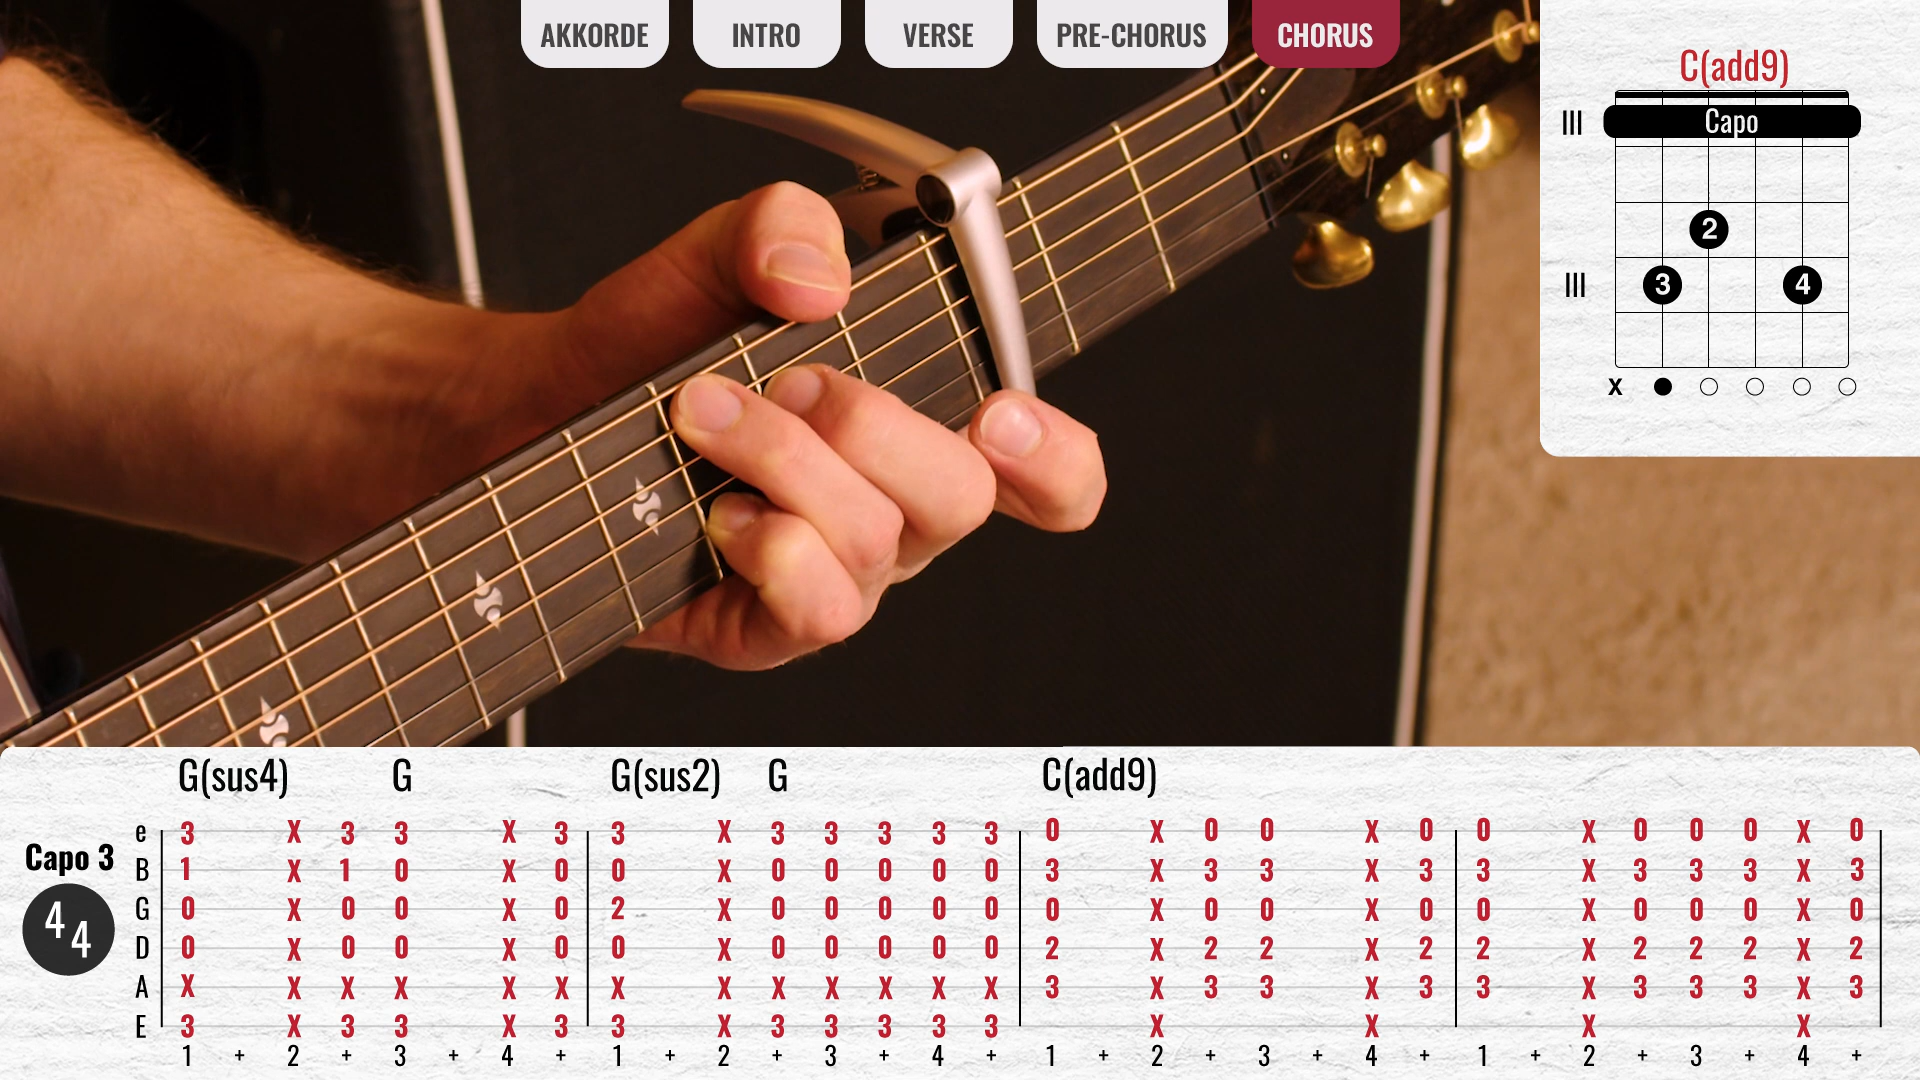 AKKORDE INTRO VERSE PRE-CHORUS CHORUS
C(add9)
III Capo
2
III 3 4
x
G(sus4) G G(sus2) G C(add9)
e 3 X 3 3 X 3 3 X 3 3 3 3 3 0 X 0 0 X 0 0 X 0 0 0 X 0
B 1 X 1 0 X 0 0 X 0 0 0 0 0 3 X 3 3 X 3 3 X 3 3 3 X 3
Capo 3
G 0 X 0 0 X 0 2 X 0 0 0 0 0 0 X 0 0 X 0 0 X 0 0 0 X 0
4 4
D 0 X 0 0 X 0 0 X 0 0 0 0 0 2 X 2 2 X 2 2 X 2 2 2 X 2
A X X X X X X X X X X X X X 3 X 3 3 X 3 3 X 3 3 3 X 3
E 3 X 3 3 X 3 3 X 3 3 3 3 3 X X X X
1 + 2 + 3 + 4 + 1 + 2 + 3 + 4 + 1 + 2 + 3 + 4 + 1 + 2 + 3 + 4 +